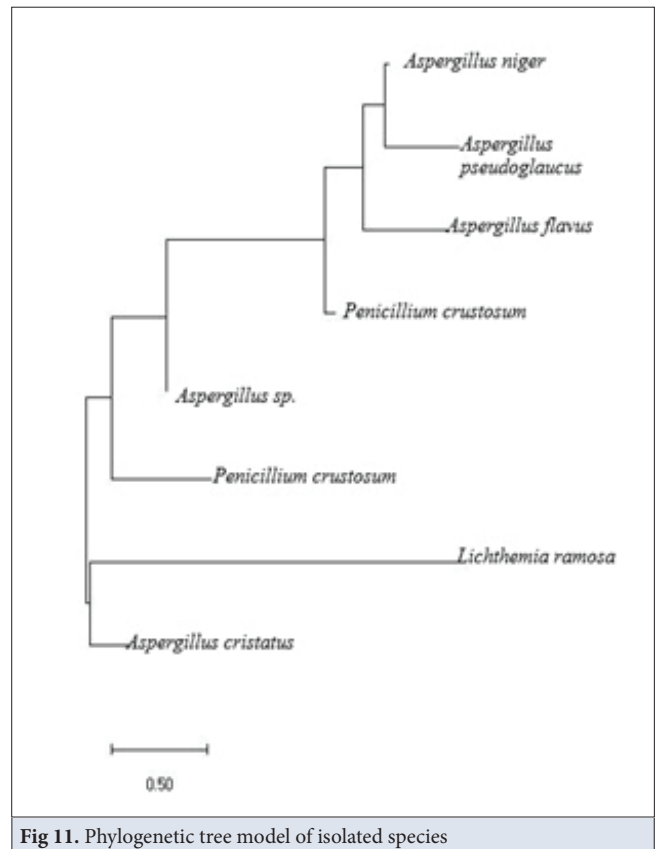 Aspergillus niger
Aspergillus
pseudoglaucus
Aspergillus flavus
Penicillium crustosum
Aspergillus sp.
Penicillium crustosum
Lichthemia ramosa
Aspergillus cristatus
0.50
Fig 11. Phylogenetic tree model of isolated species